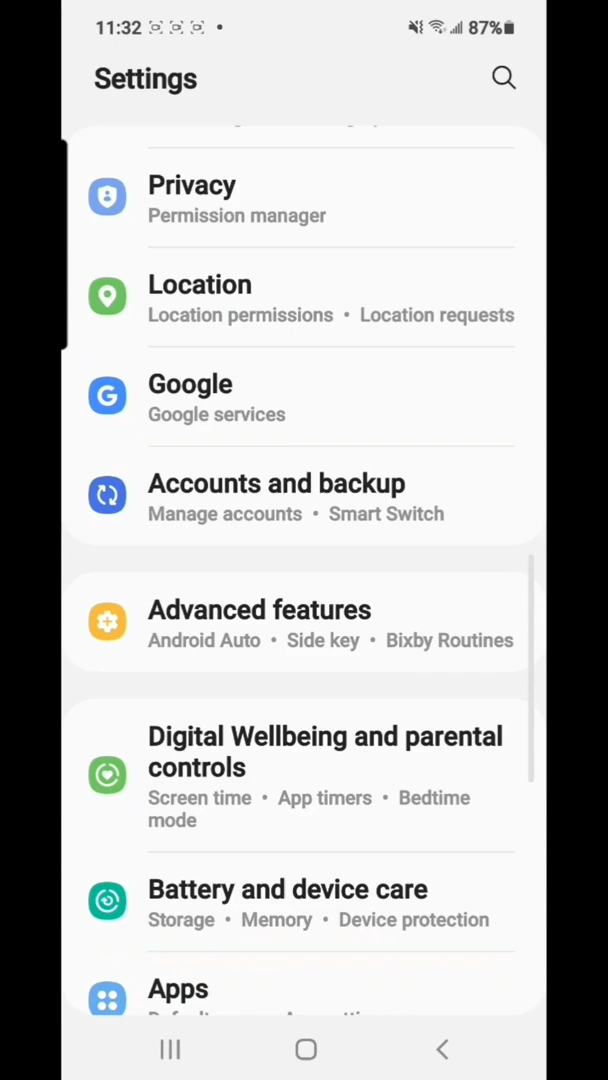 11:32
87%
Settings
Privacy
Permission manager
Location
Location permissions • Location requests
Google
Google services
Accounts and backup
Manage accounts • Smart Switch
Advanced features
Android Auto • Side key • Bixby Routines
Digital Wellbeing and parental
controls
Screen time • App timers • Bedtime
mode
Battery and device care
Storage • Memory • Device protection
Apps